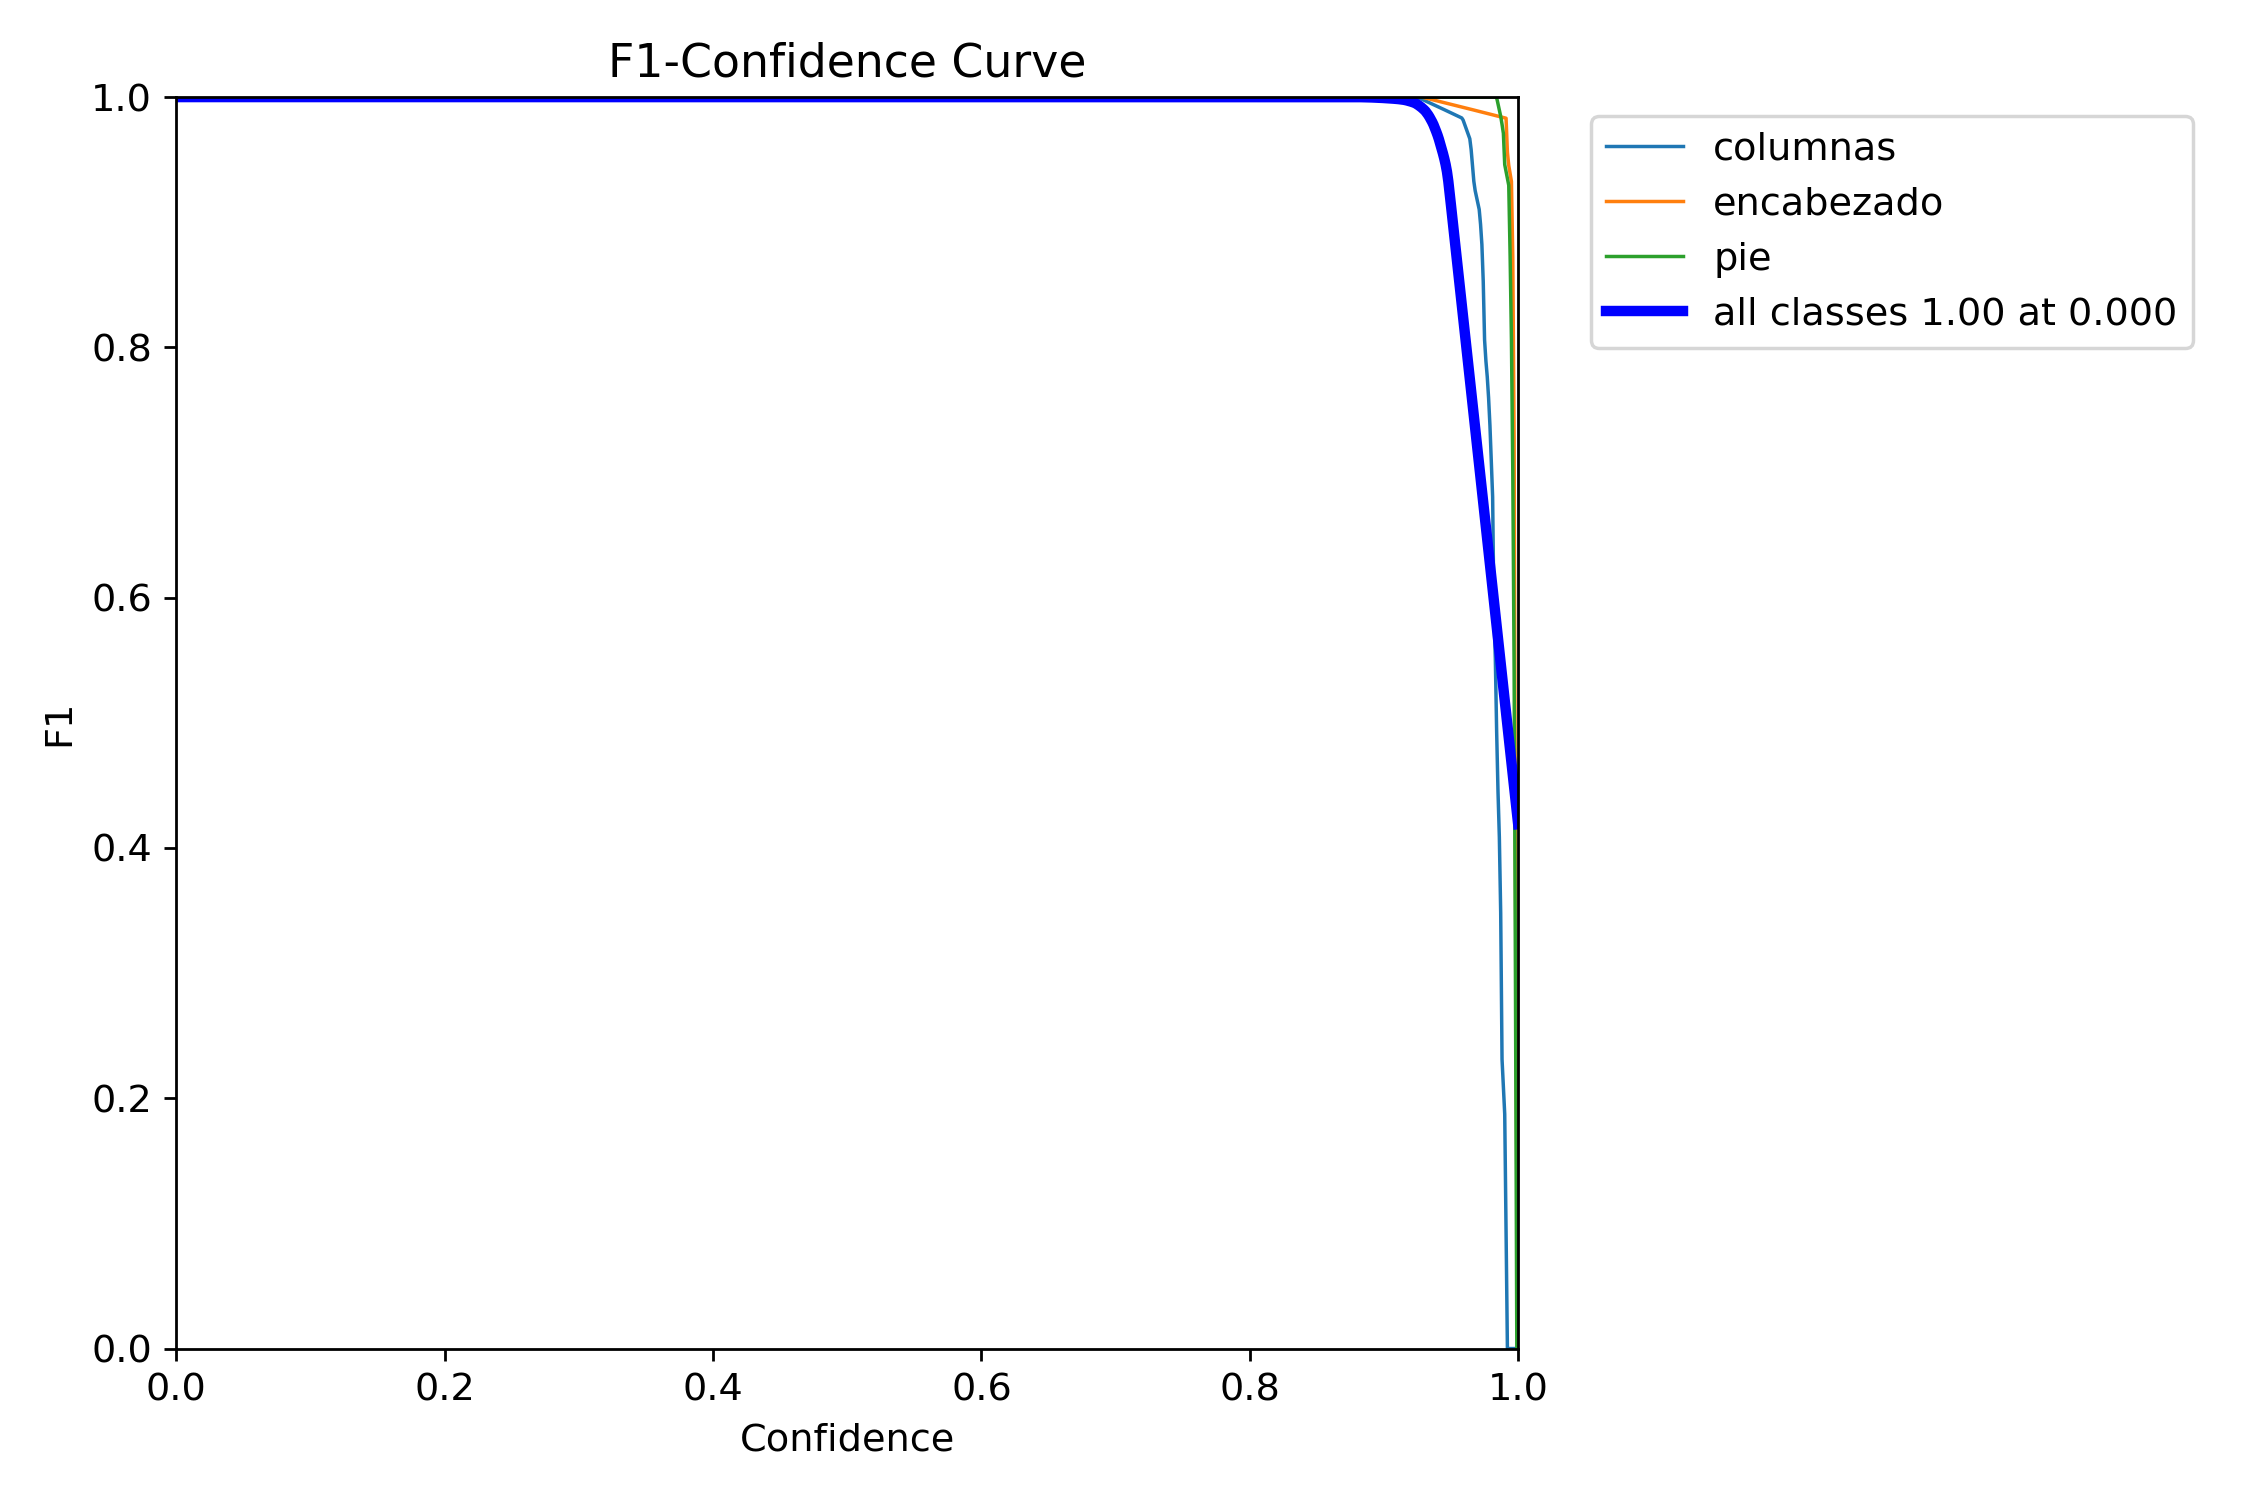 F1-Confidence Curve
1.0
0.8
0.6
0.4
0.2
0.0
F1
0.0 0.2 0.4 0.6 0.8 1.0
Confidence
columnas
encabezado
pie
all classes 1.00 at 0.000